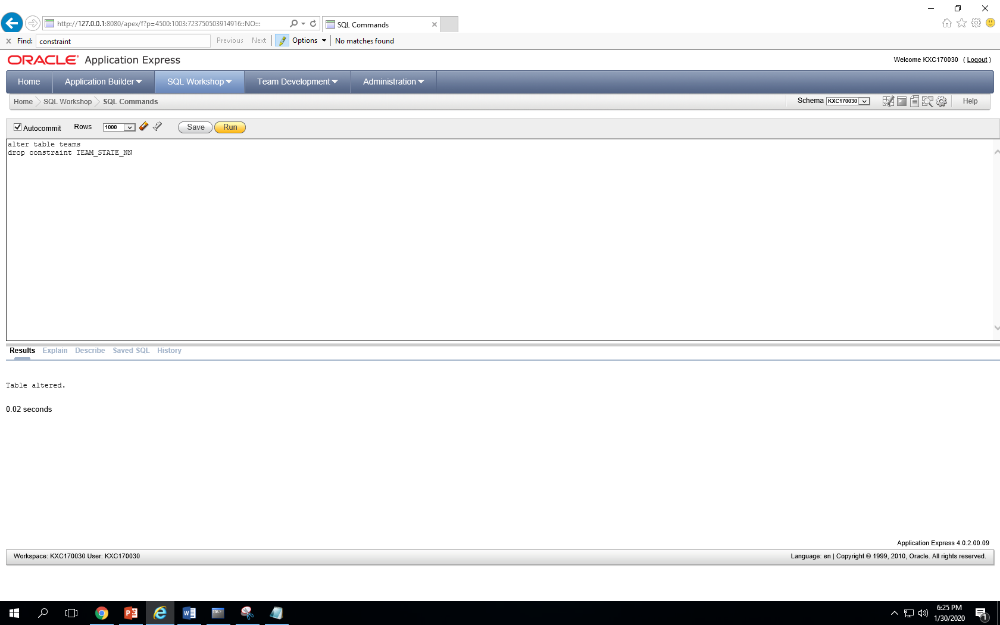 http://127.0.0.1:8080/apex/f?p=4500:1003:723750503914916::NO:::
SQL Commands
Find: constraint Previous Next Options No matches found
ORACLE Application Express
Welcome KXC170030 ( Logout )
Home Application Builder SQL Workshop Team Development Administration
Home SQL Workshop SQL Commands Schema KXC170030 Help
Autocommit Rows 1000 Save Run
alter table teams
drop constraint TEAM_STATE_NN
Results Explain Describe Saved SQL History
Table altered.
0.02 seconds
Application Express 4.0.2.00.09
Workspace: KXC170030 User: KXC170030 Language: en | Copyright © 1999, 2010, Oracle. All rights reserved.
6:25 PM
1/30/2020
1